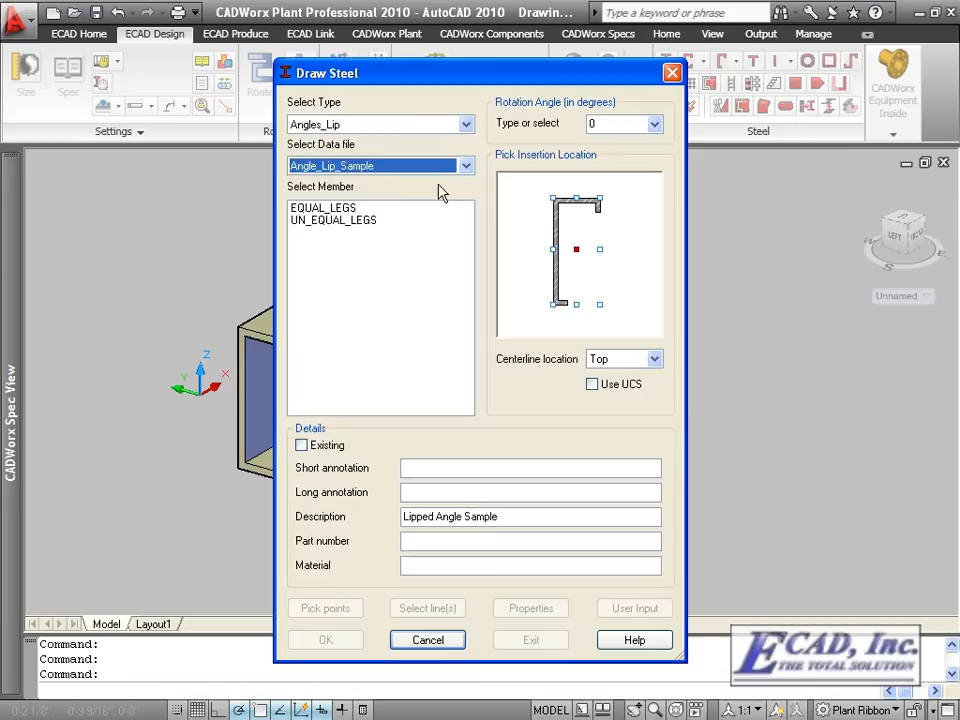 CADWorx Plant Professional 2010 - AutoCAD 2010 Drawin...
Type a keyword or phrase
ECAD Home
ECAD Design
ECAD Produce
ECAD Link
CADWorx Plant
CADWorx Components
CADWorx Specs
Home
View
Output
Manage
Size
Spec
Route
CADWorx
Equipment
Inside
Settings
Steel
Draw Steel
Select Type
Angles_Lip
Select Data file
Angle_Lip_Sample
Select Member
EQUAL_LEGS
UN_EQUAL_LEGS
Rotation Angle (in degrees)
Type or select
0
Pick Insertion Location
Centerline location
Top
Use UCS
Details
Existing
Short annotation
Long annotation
Description
Lipped Angle Sample
Part number
Material
Pick points
Select line(s)
Properties
User Input
OK
Cancel
Exit
Help
CADWorx Spec View
Z
Y
X
LEFT
S
Unnamed
Model
Layout1
Command:
Command:
Command:
ECAD, Inc.
THE TOTAL SOLUTION
MODEL
1:1
Plant Ribbon